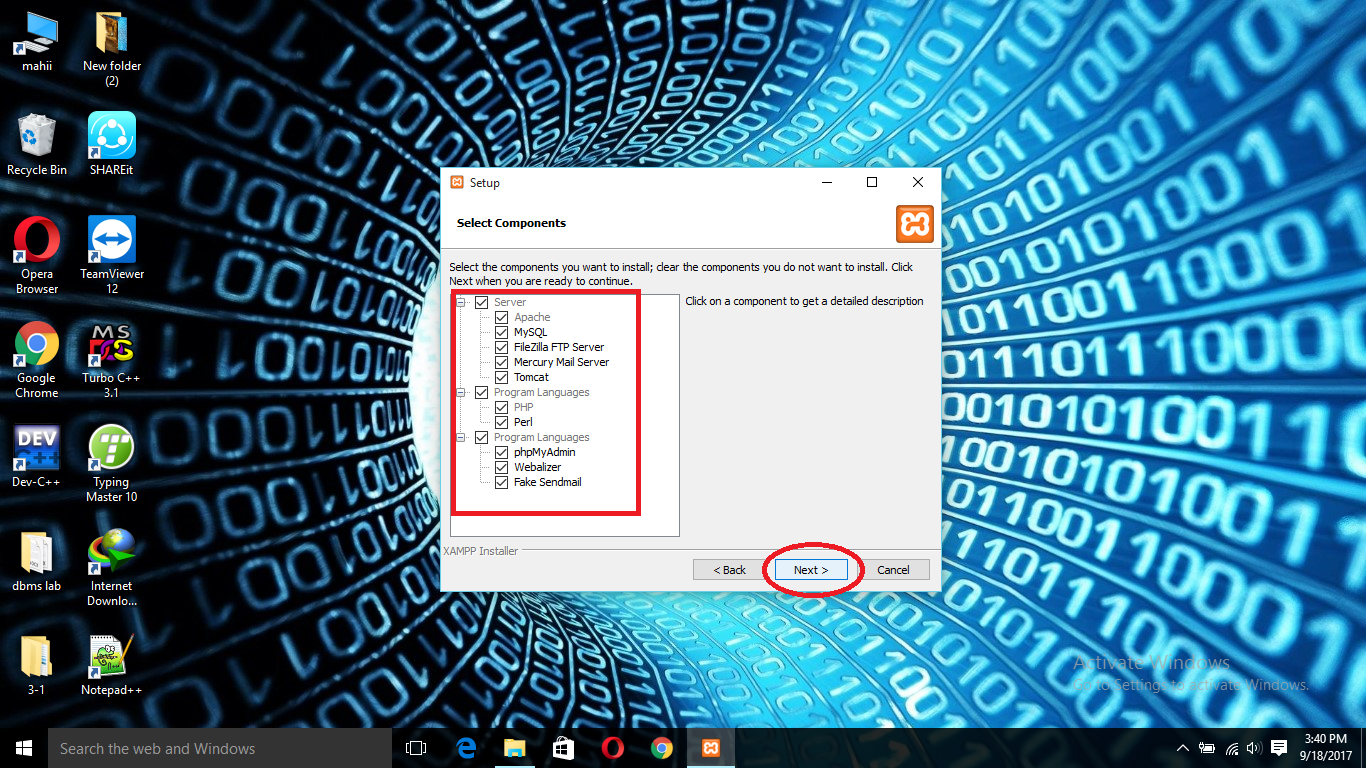 mahii
New folder
(2)
Recycle Bin
SHAREit
Opera
Browser
TeamViewer
12
Google
Chrome
MS
DOS
Turbo C++
3.1
DEV
C++
Dev-C++
Typing
Master 10
dbms lab
Internet
Downlo...
3-1
Notepad++
Setup
Select Components
Select the components you want to install; clear the components you do not want to install. Click
Next when you are ready to continue.
Click on a component to get a detailed description
Server
Apache
MySQL
FileZilla FTP Server
Mercury Mail Server
Tomcat
Program Languages
PHP
Perl
Program Languages
phpMyAdmin
Webalizer
Fake Sendmail
XAMPP Installer
< Back
Next >
Cancel
Activate Windows
Go to Settings to activate Windows.
Search the web and Windows
3:40 PM
9/18/2017